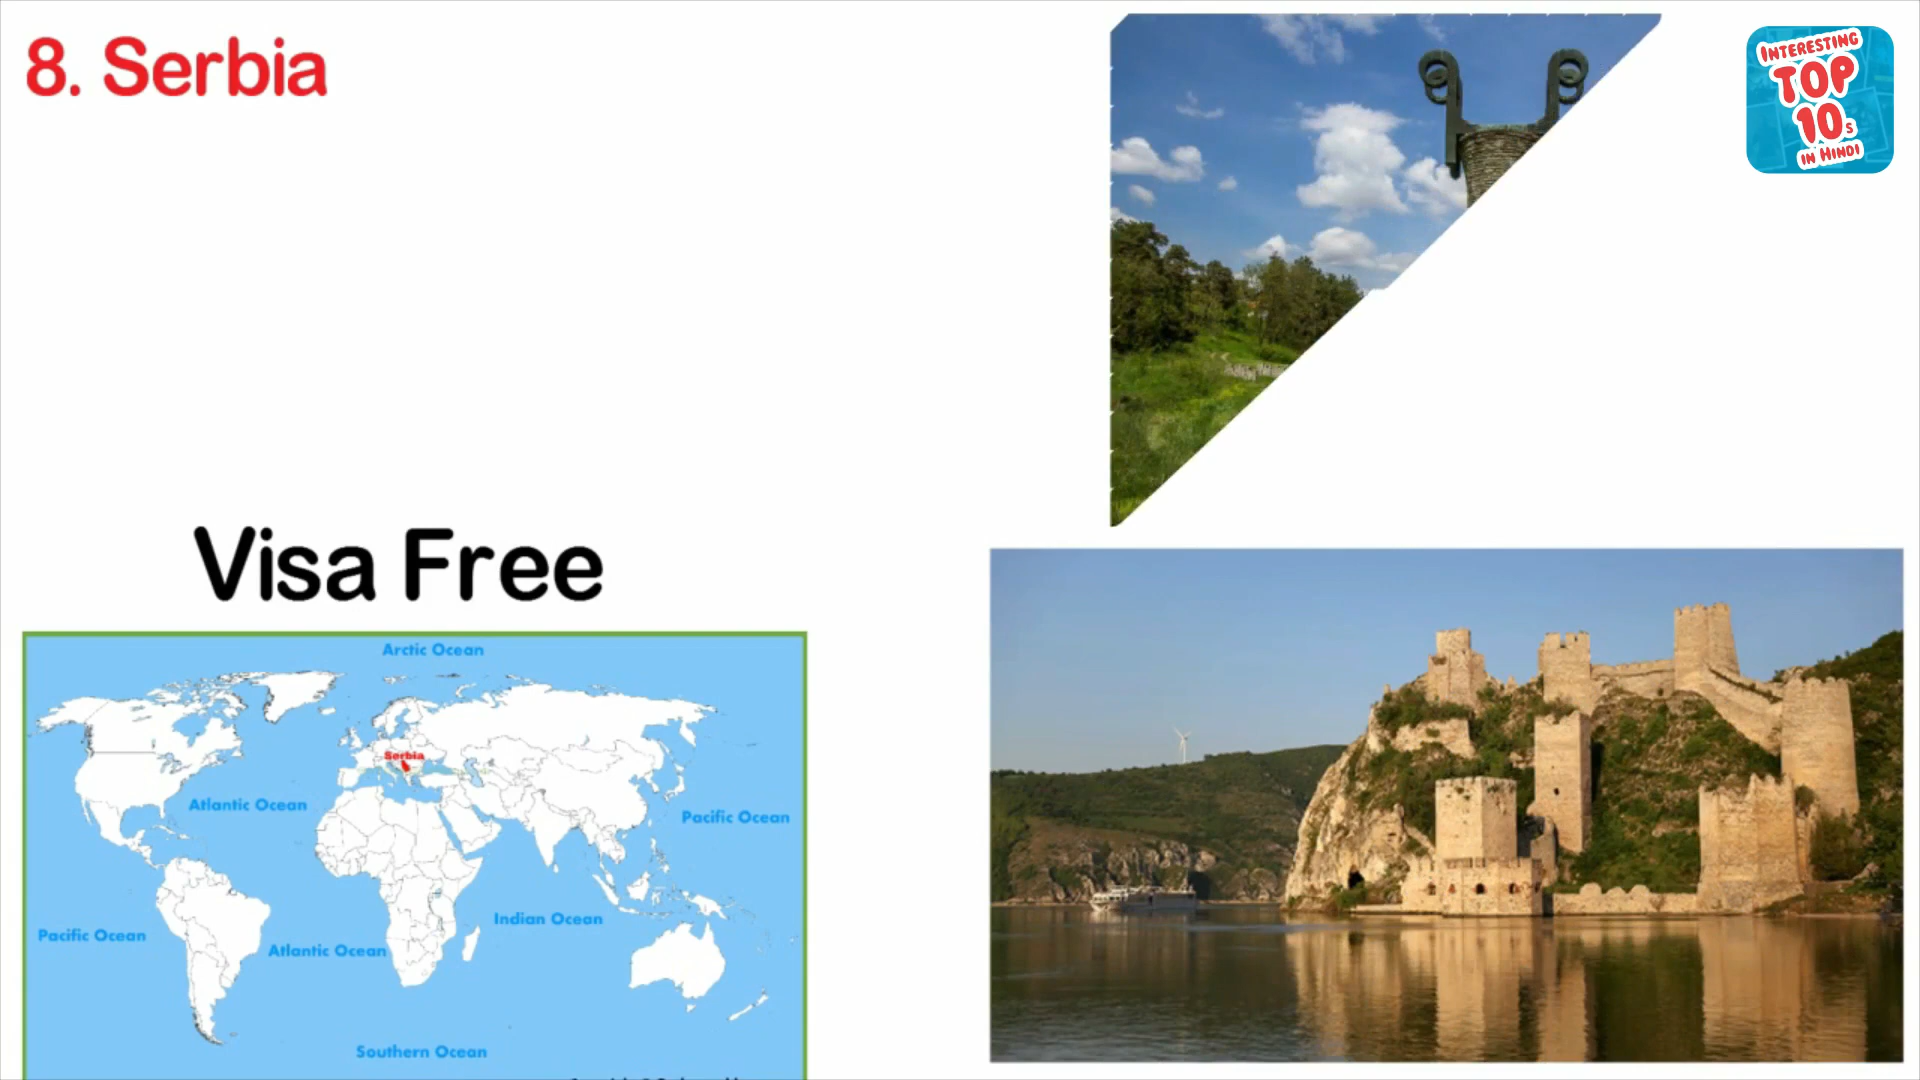 8. Serbia
INTERESTING
TOP
10s
IN HINDI
Visa Free
Arctic Ocean
Serbia
Atlantic Ocean
Pacific Ocean
Indian Ocean
Pacific Ocean
Atlantic Ocean
Southern Ocean